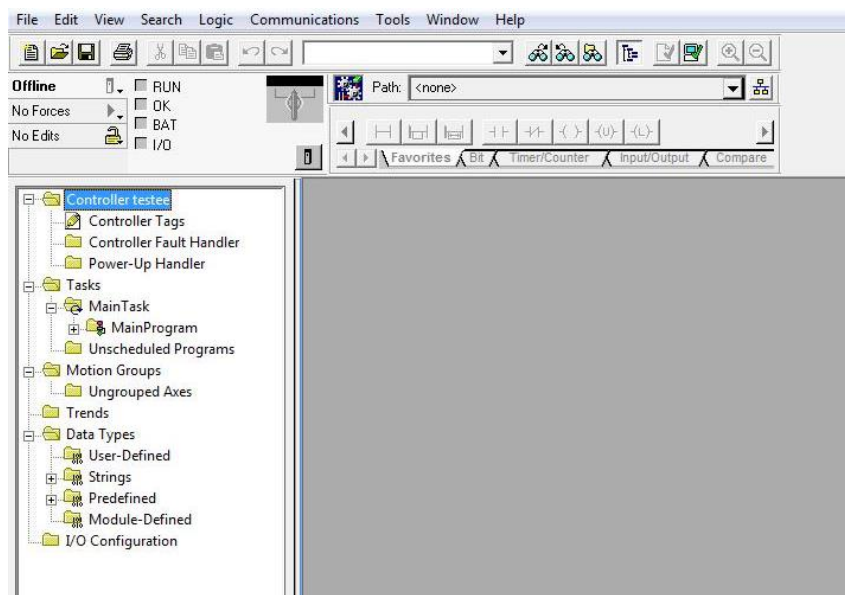 File Edit View Search Logic Communications Tools Window Help
Offline RUN
No Forces OK
No Edits BAT
I/O
Path: <none>
Favorites Bit Timer/Counter Input/Output Compare
Controller testee
Controller Tags
Controller Fault Handler
Power-Up Handler
Tasks
MainTask
MainProgram
Unscheduled Programs
Motion Groups
Ungrouped Axes
Trends
Data Types
User-Defined
Strings
Predefined
Module-Defined
I/O Configuration